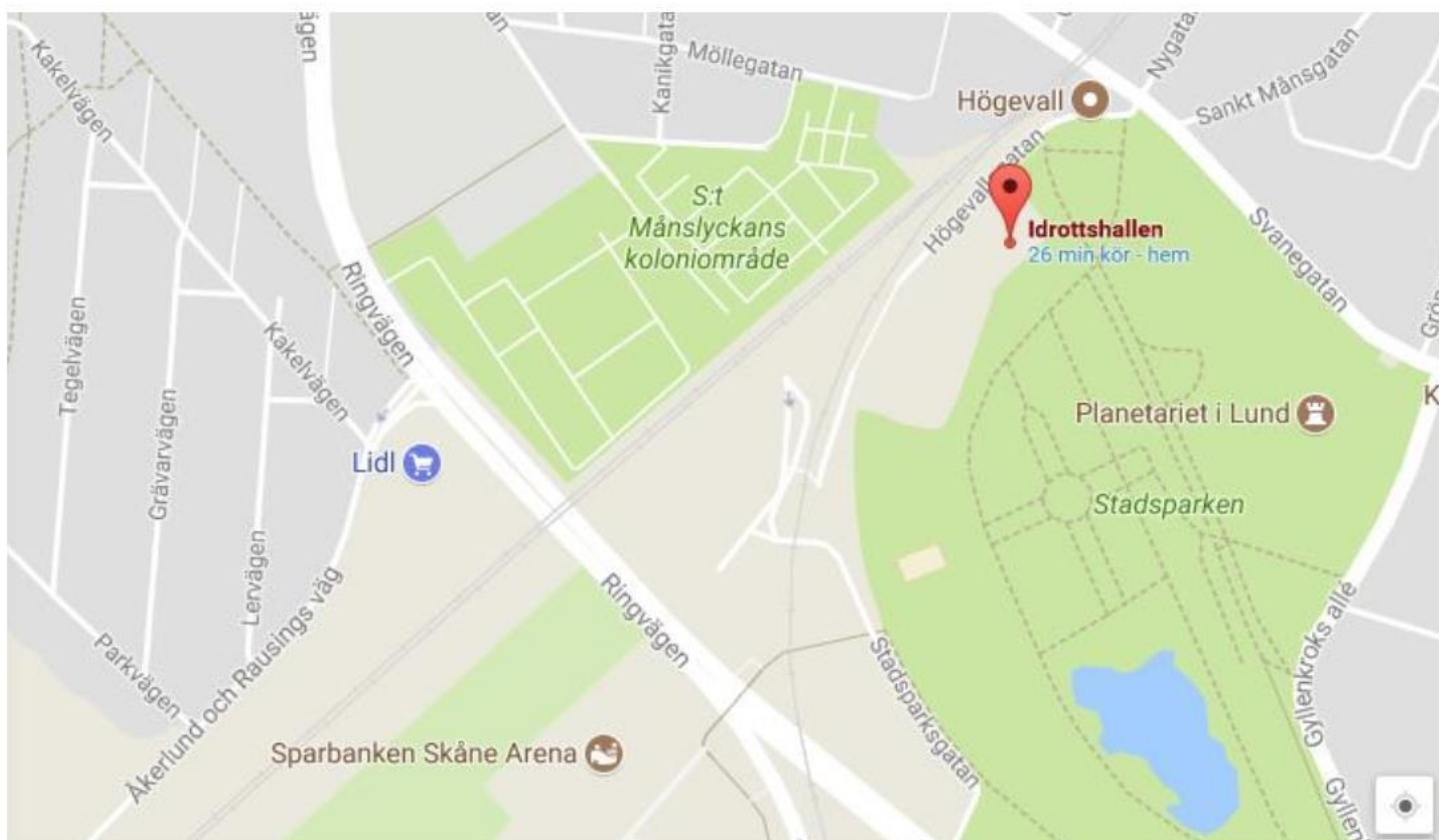 Kakelvägen
Kanikgatan
Möllegatan
Nygatan
Sankt Månsgatan
Högevall
S:t
Månslyckans
koloniområde
Idrottshallen
26 min kör - hem
Svanegatan
Ringvägen
Tegelvägen
Kakelvägen
Grävarvägen
Lidl
Planetariet i Lund
K
Stadsparken
Lervägen
Ringvägen
Parkvägen
Åkerlund och Rausings väg
Stadsparksgatan
Gyllenkroks allé
Sparbanken Skåne Arena
Gyllen